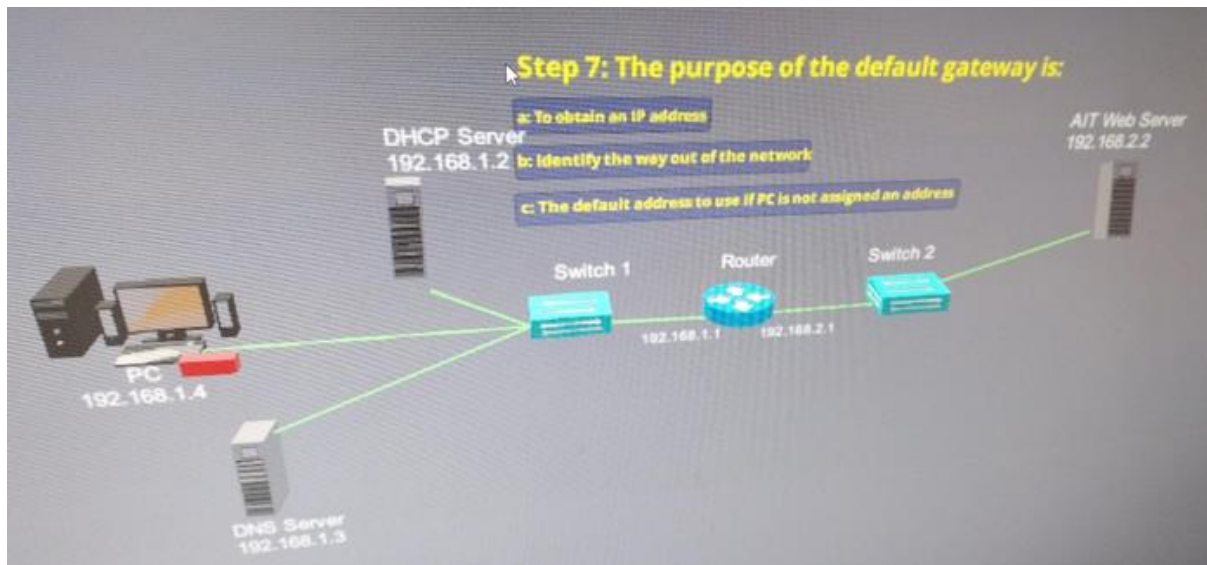 Step 7: The purpose of the default gateway is:
a: To obtain an IP address
b: Identify the way out of the network
c: The default address to use if PC is not assigned an address
DHCP Server
192.168.1.2
AIT Web Server
192.168.2.2
Switch 1
Router
Switch 2
192.168.1.1
192.168.2.1
PC
192.168.1.4
DNS Server
192.168.1.3